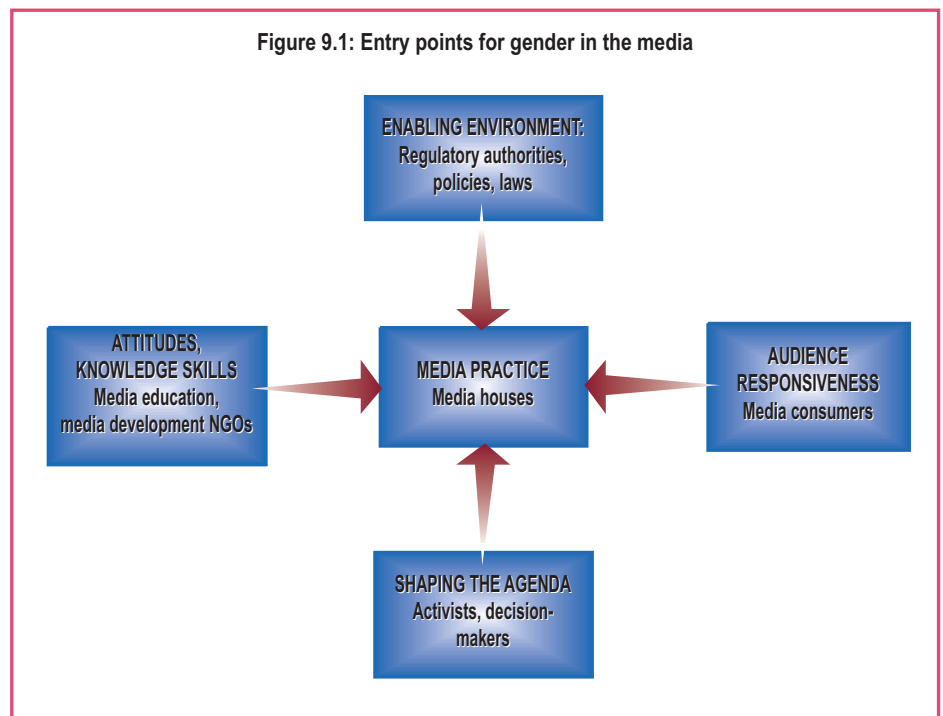 Figure 9.1: Entry points for gender in the media
ENABLING ENVIRONMENT:
Regulatory authorities,
policies, laws
ATTITUDES,
KNOWLEDGE SKILLS
Media education,
media development NGOs
MEDIA PRACTICE
Media houses
AUDIENCE
RESPONSIVENESS
Media consumers
SHAPING THE AGENDA
Activists, decision-
makers